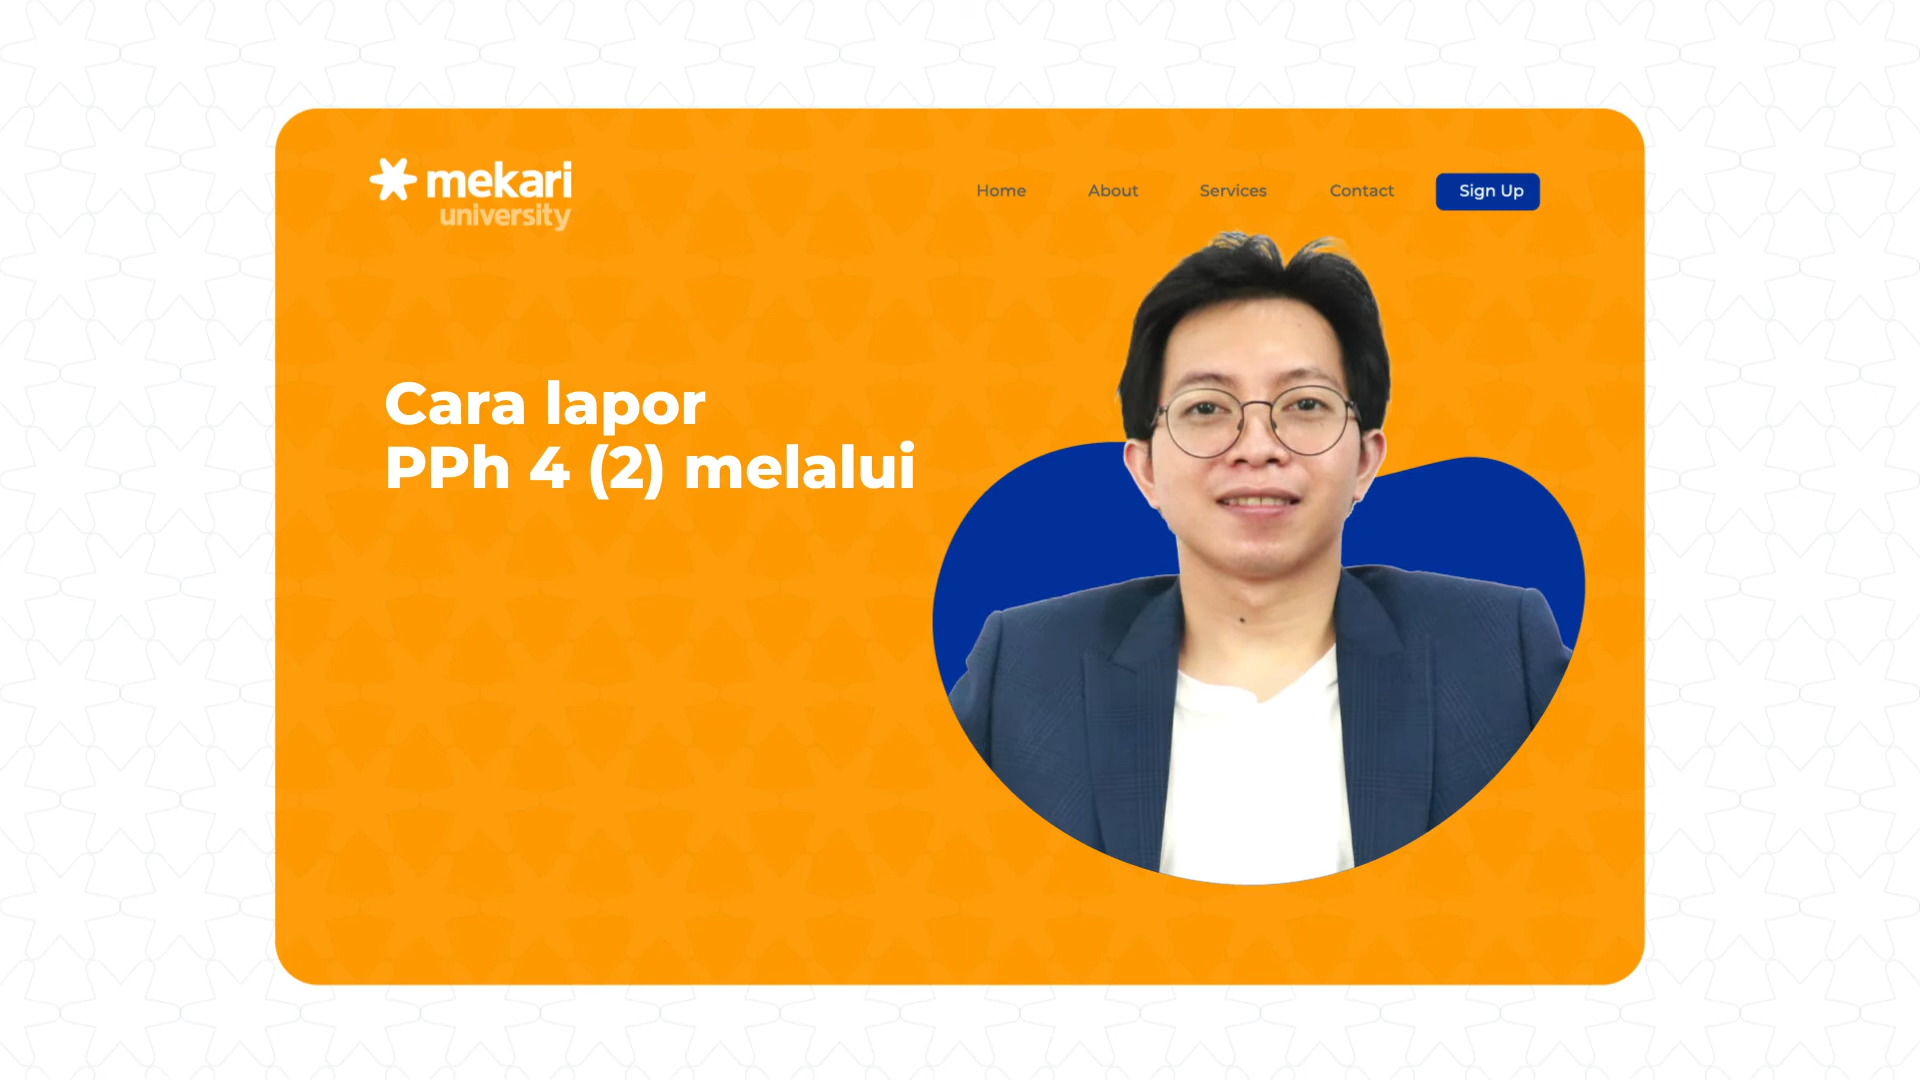 mekari
university
Home About Services Contact Sign Up
Cara lapor
PPh 4 (2) melalui